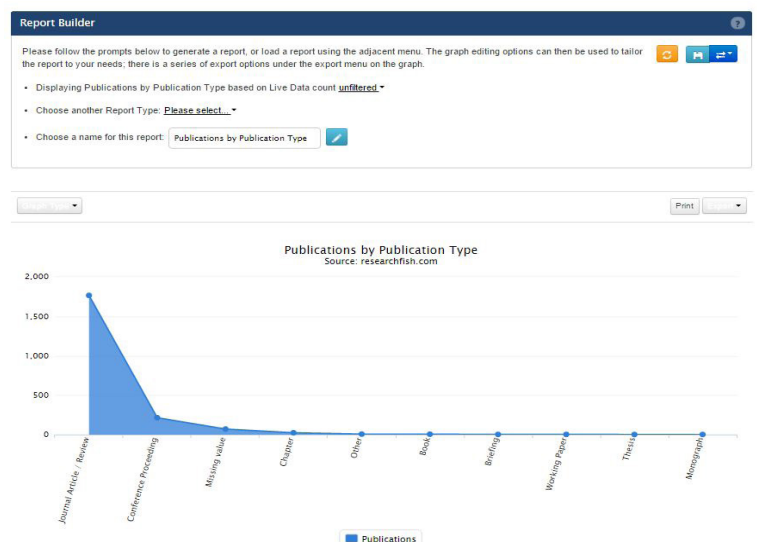 Report Builder
?
Please follow the prompts below to generate a report, or load a report using the adjacent menu. The graph editing options can then be used to tailor
the report to your needs; there is a series of export options under the export menu on the graph.
Displaying Publications by Publication Type based on Live Data count unfiltered
Choose another Report Type: Please select...
Choose a name for this report: Publications by Publication Type
Print
Publications by Publication Type
Source: researchfish.com
2,000
1,500
1,000
500
0
Journal Article / Review
Conference Proceeding
Missing value
Chapter
Other
Book
Briefing
Working Paper
Thesis
Monograph
Publications